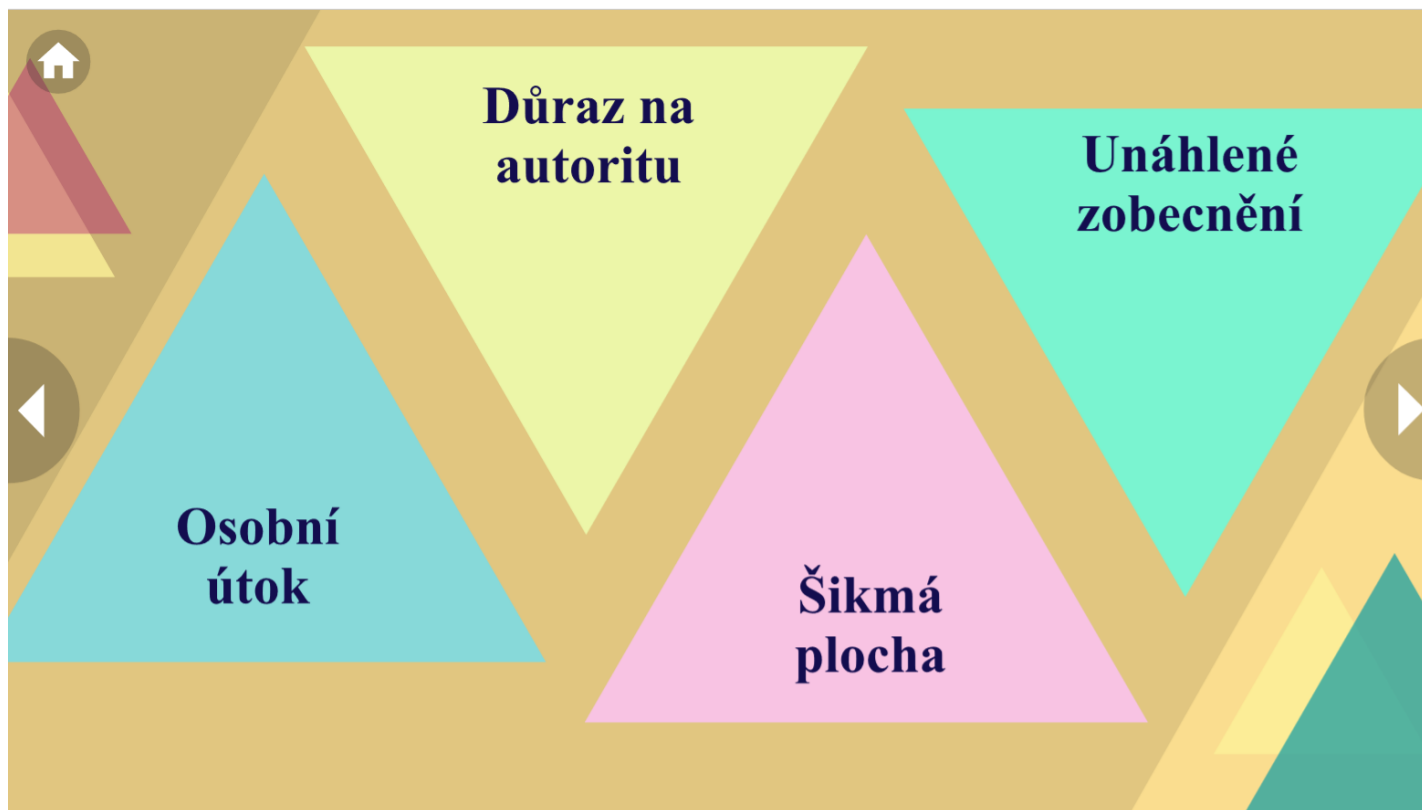 Důraz na
autoritu
Unáhlené
zobecnění
Osobní
útok
Šikmá
plocha